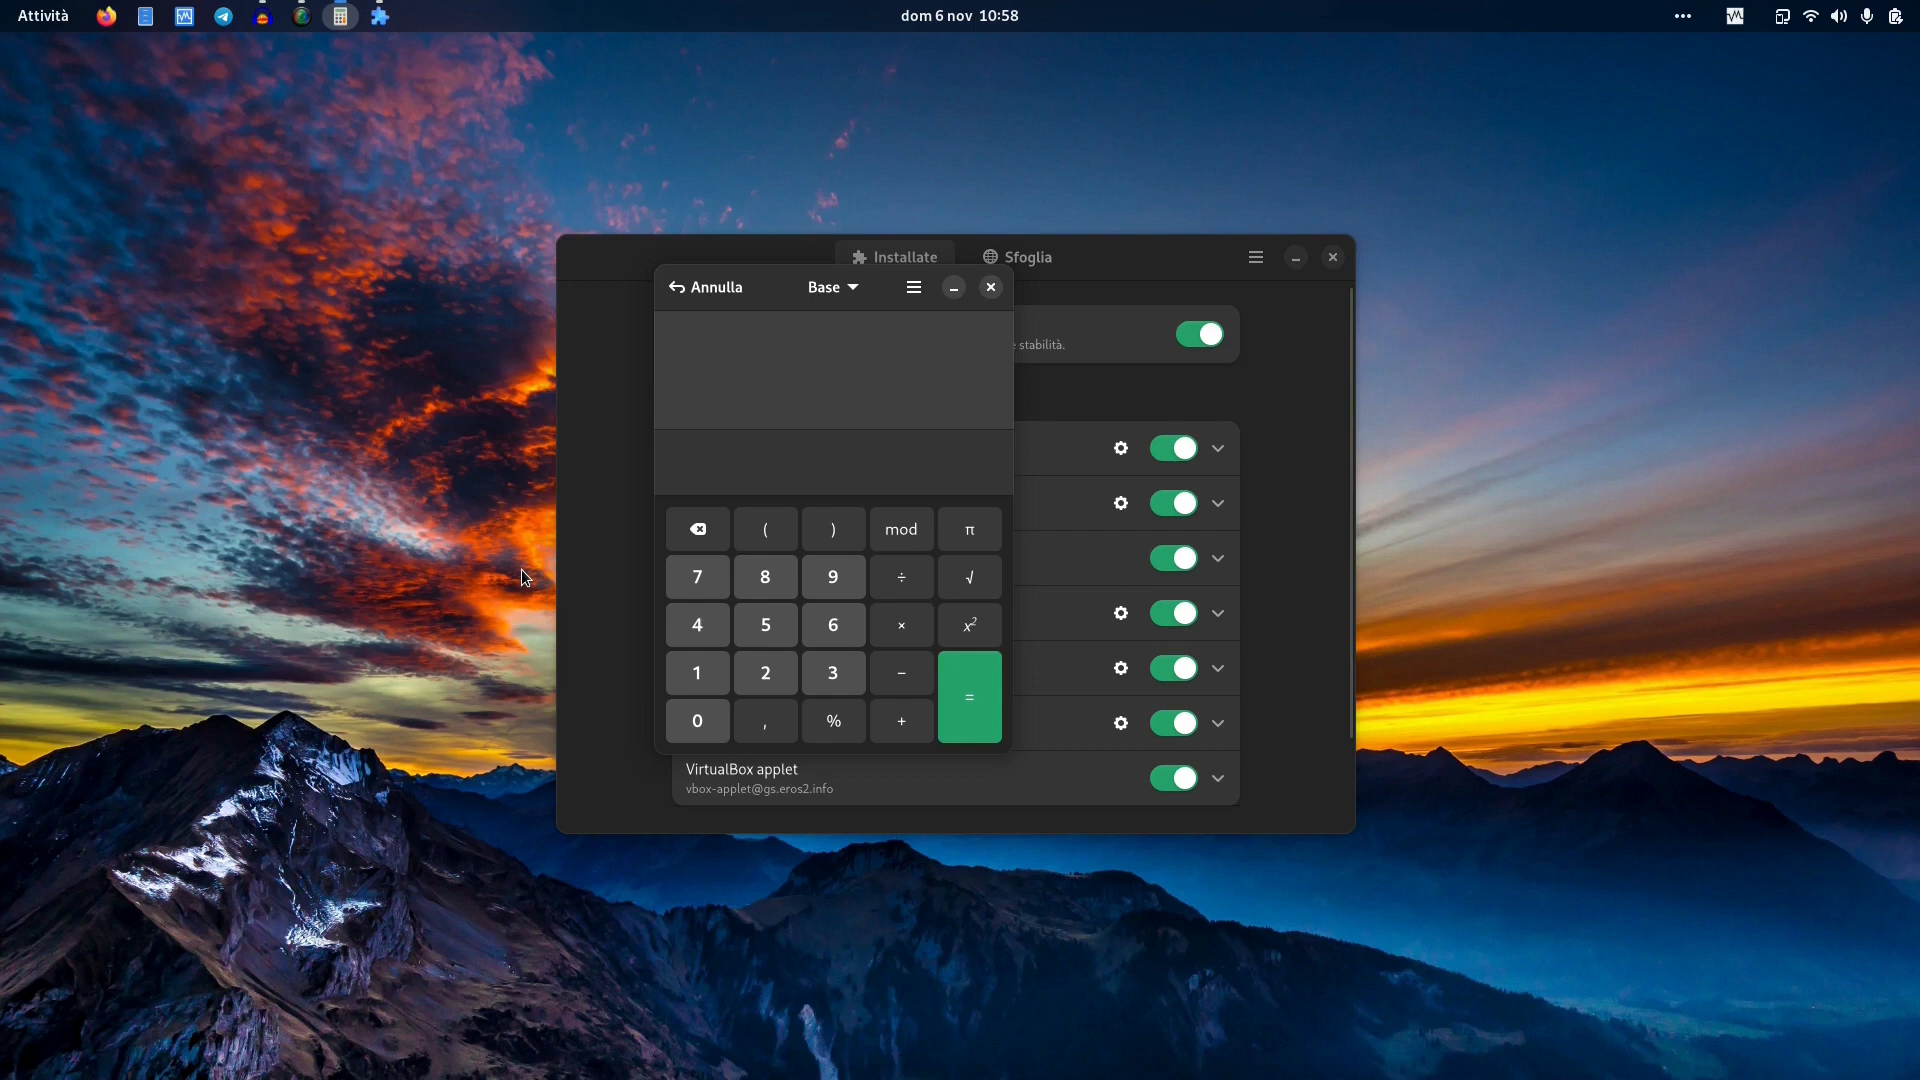 Attività
dom 6 nov 10:58
Installate
Sfoglia
Annulla
Base
e stabilità.
( ) mod π
7 8 9 ÷ √
4 5 6 × x²
1 2 3 − =
0 , % +
VirtualBox applet
vbox-applet@gs.eros2.info